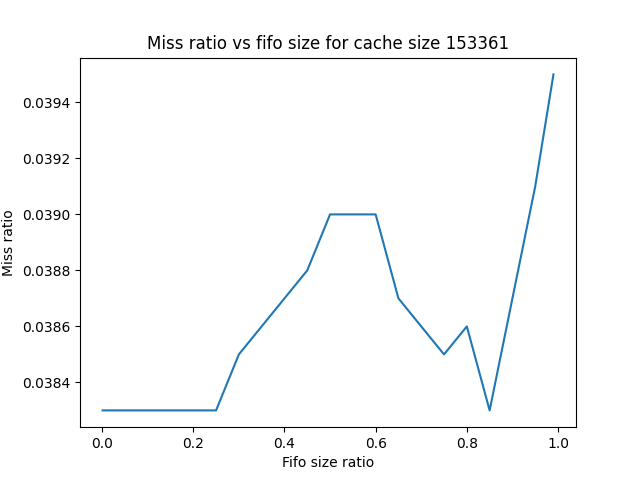 Miss ratio vs fifo size for cache size 153361
0.0394
0.0392
0.0390
0.0388
0.0386
0.0384
Miss ratio
0.0 0.2 0.4 0.6 0.8 1.0
Fifo size ratio